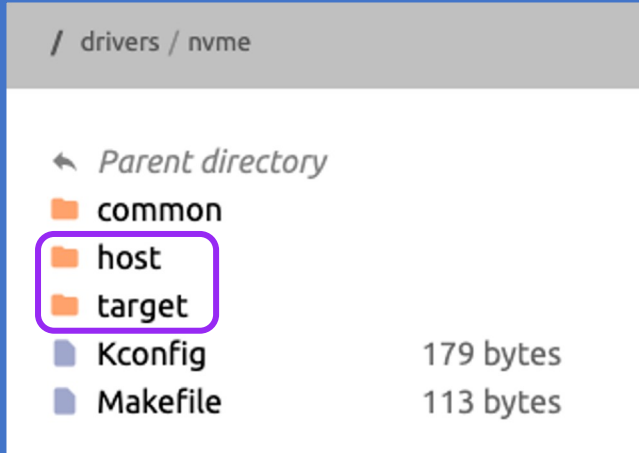 / drivers / nvme
Parent directory
common
host
target
Kconfig 179 bytes
Makefile 113 bytes